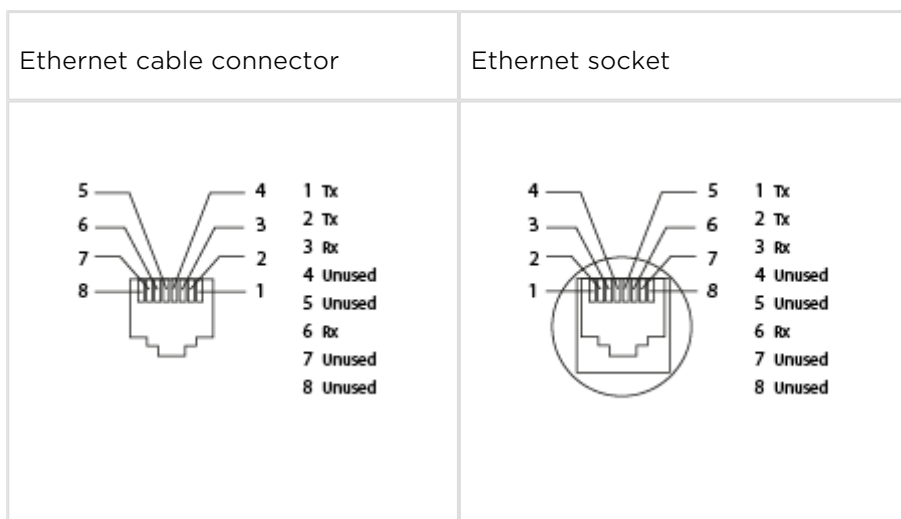 Ethernet cable connector
Ethernet socket
5
4
6
3
7
2
8
1
1 Tx
2 Tx
3 Rx
4 Unused
5 Unused
6 Rx
7 Unused
8 Unused
4
5
3
6
2
7
1
8
1 Tx
2 Tx
3 Rx
4 Unused
5 Unused
6 Rx
7 Unused
8 Unused